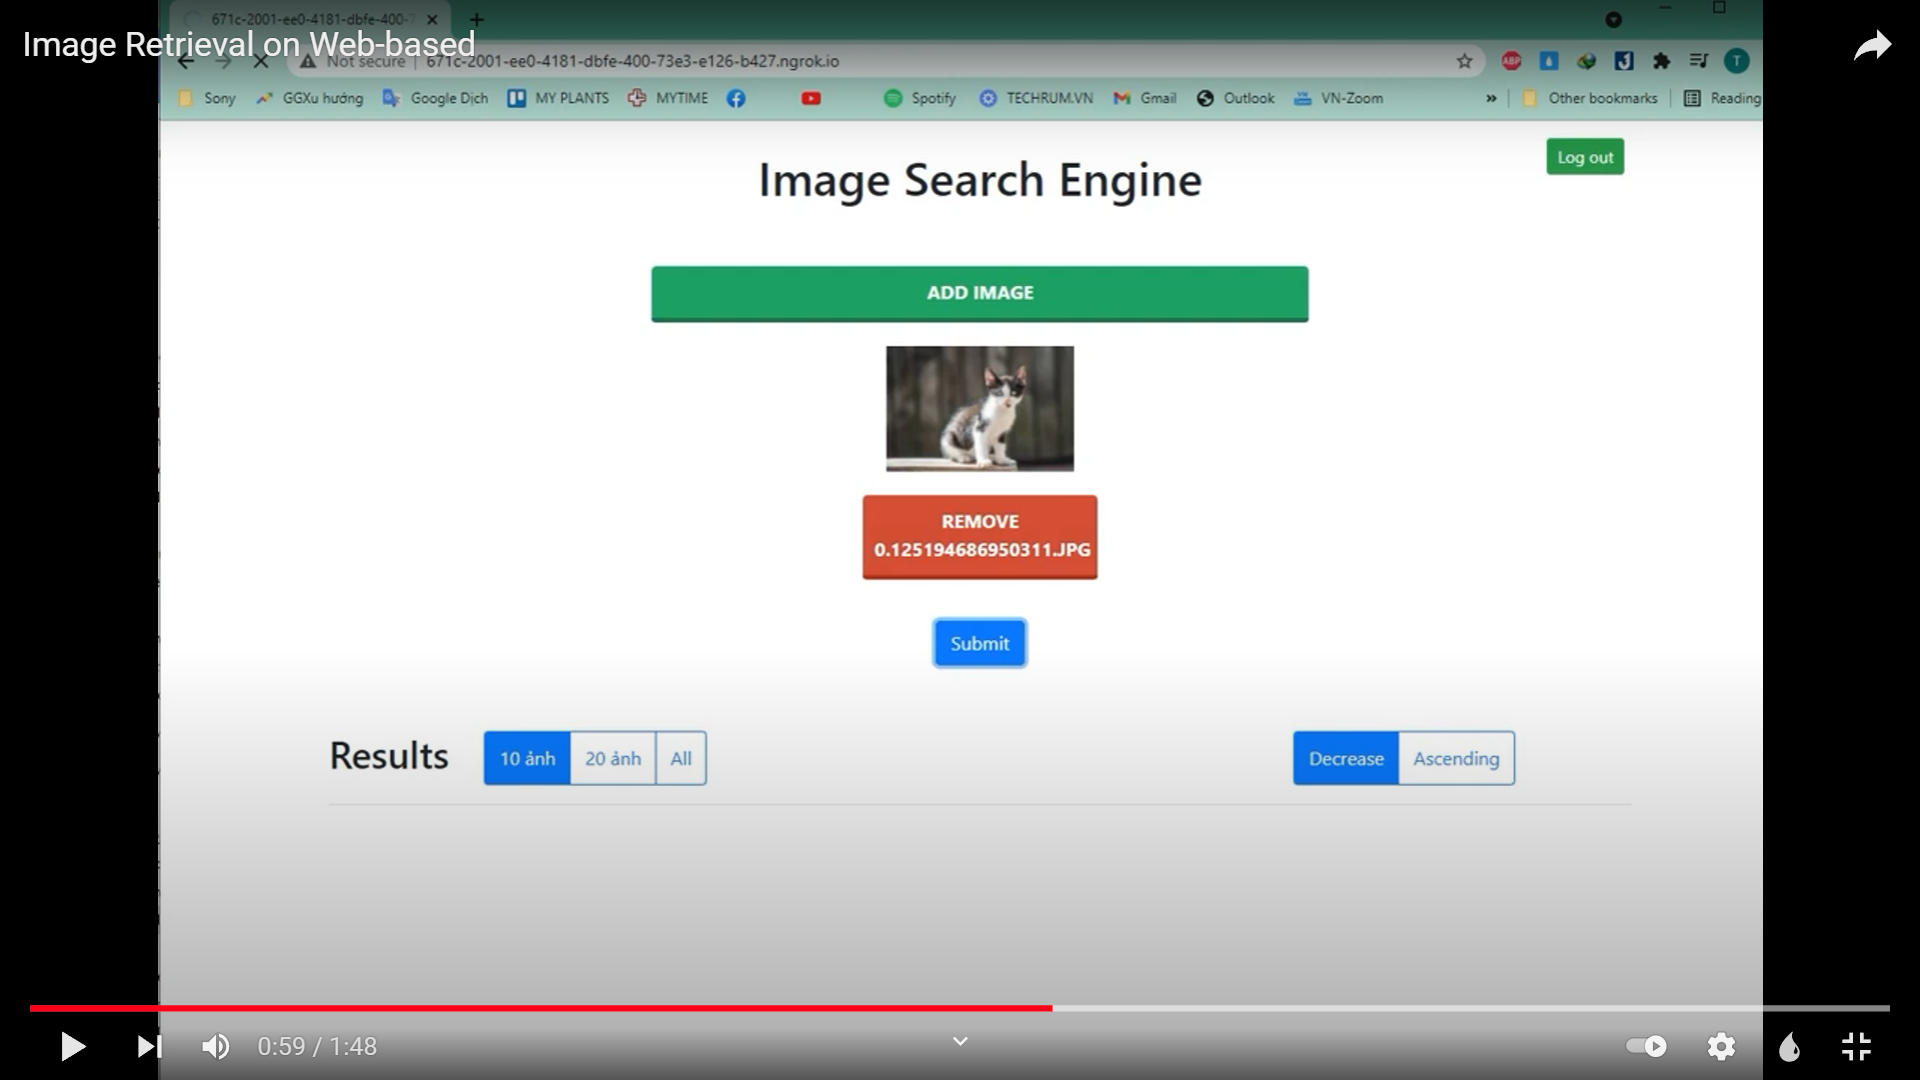 671c-2001-ee0-4181-dbfe-400-7
Image Retrieval on Web-based
Not secure | 671c-2001-ee0-4181-dbfe-400-73e3-e126-b427.ngrok.io
ABP
T
Sony GGXu hướng Google Dịch MY PLANTS MYTIME Spotify TECHRUM.VN Gmail Outlook VN-Zoom » Other bookmarks Reading
Log out
Image Search Engine
ADD IMAGE
REMOVE
0.125194686950311.JPG
Submit
Results 10 ảnh 20 ảnh All Decrease Ascending
0:59 / 1:48